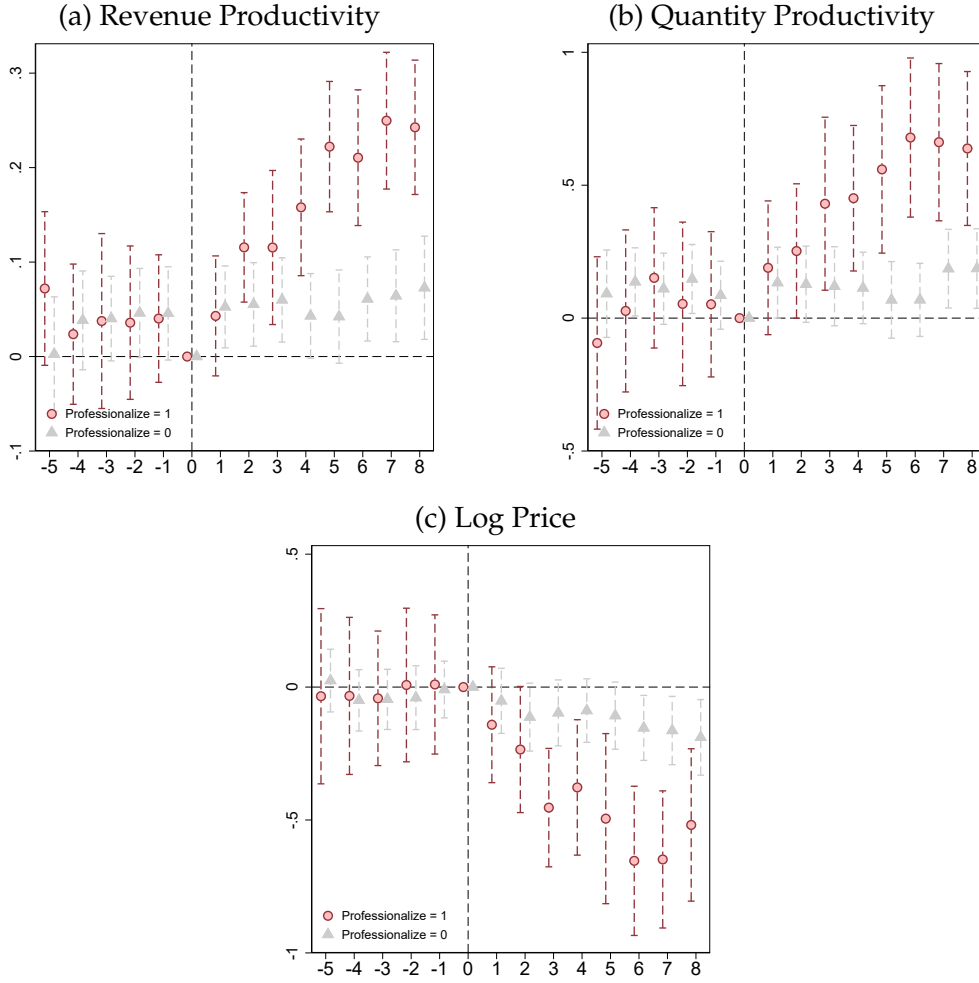 (a) Revenue Productivity
.3
.2
.1
0
-.1
Professionalize = 1
Professionalize = 0
-5 -4 -3 -2 -1 0 1 2 3 4 5 6 7 8
(b) Quantity Productivity
1
.5
0
-.5
Professionalize = 1
Professionalize = 0
-5 -4 -3 -2 -1 0 1 2 3 4 5 6 7 8
(c) Log Price
.5
0
-.5
-1
Professionalize = 1
Professionalize = 0
-5 -4 -3 -2 -1 0 1 2 3 4 5 6 7 8